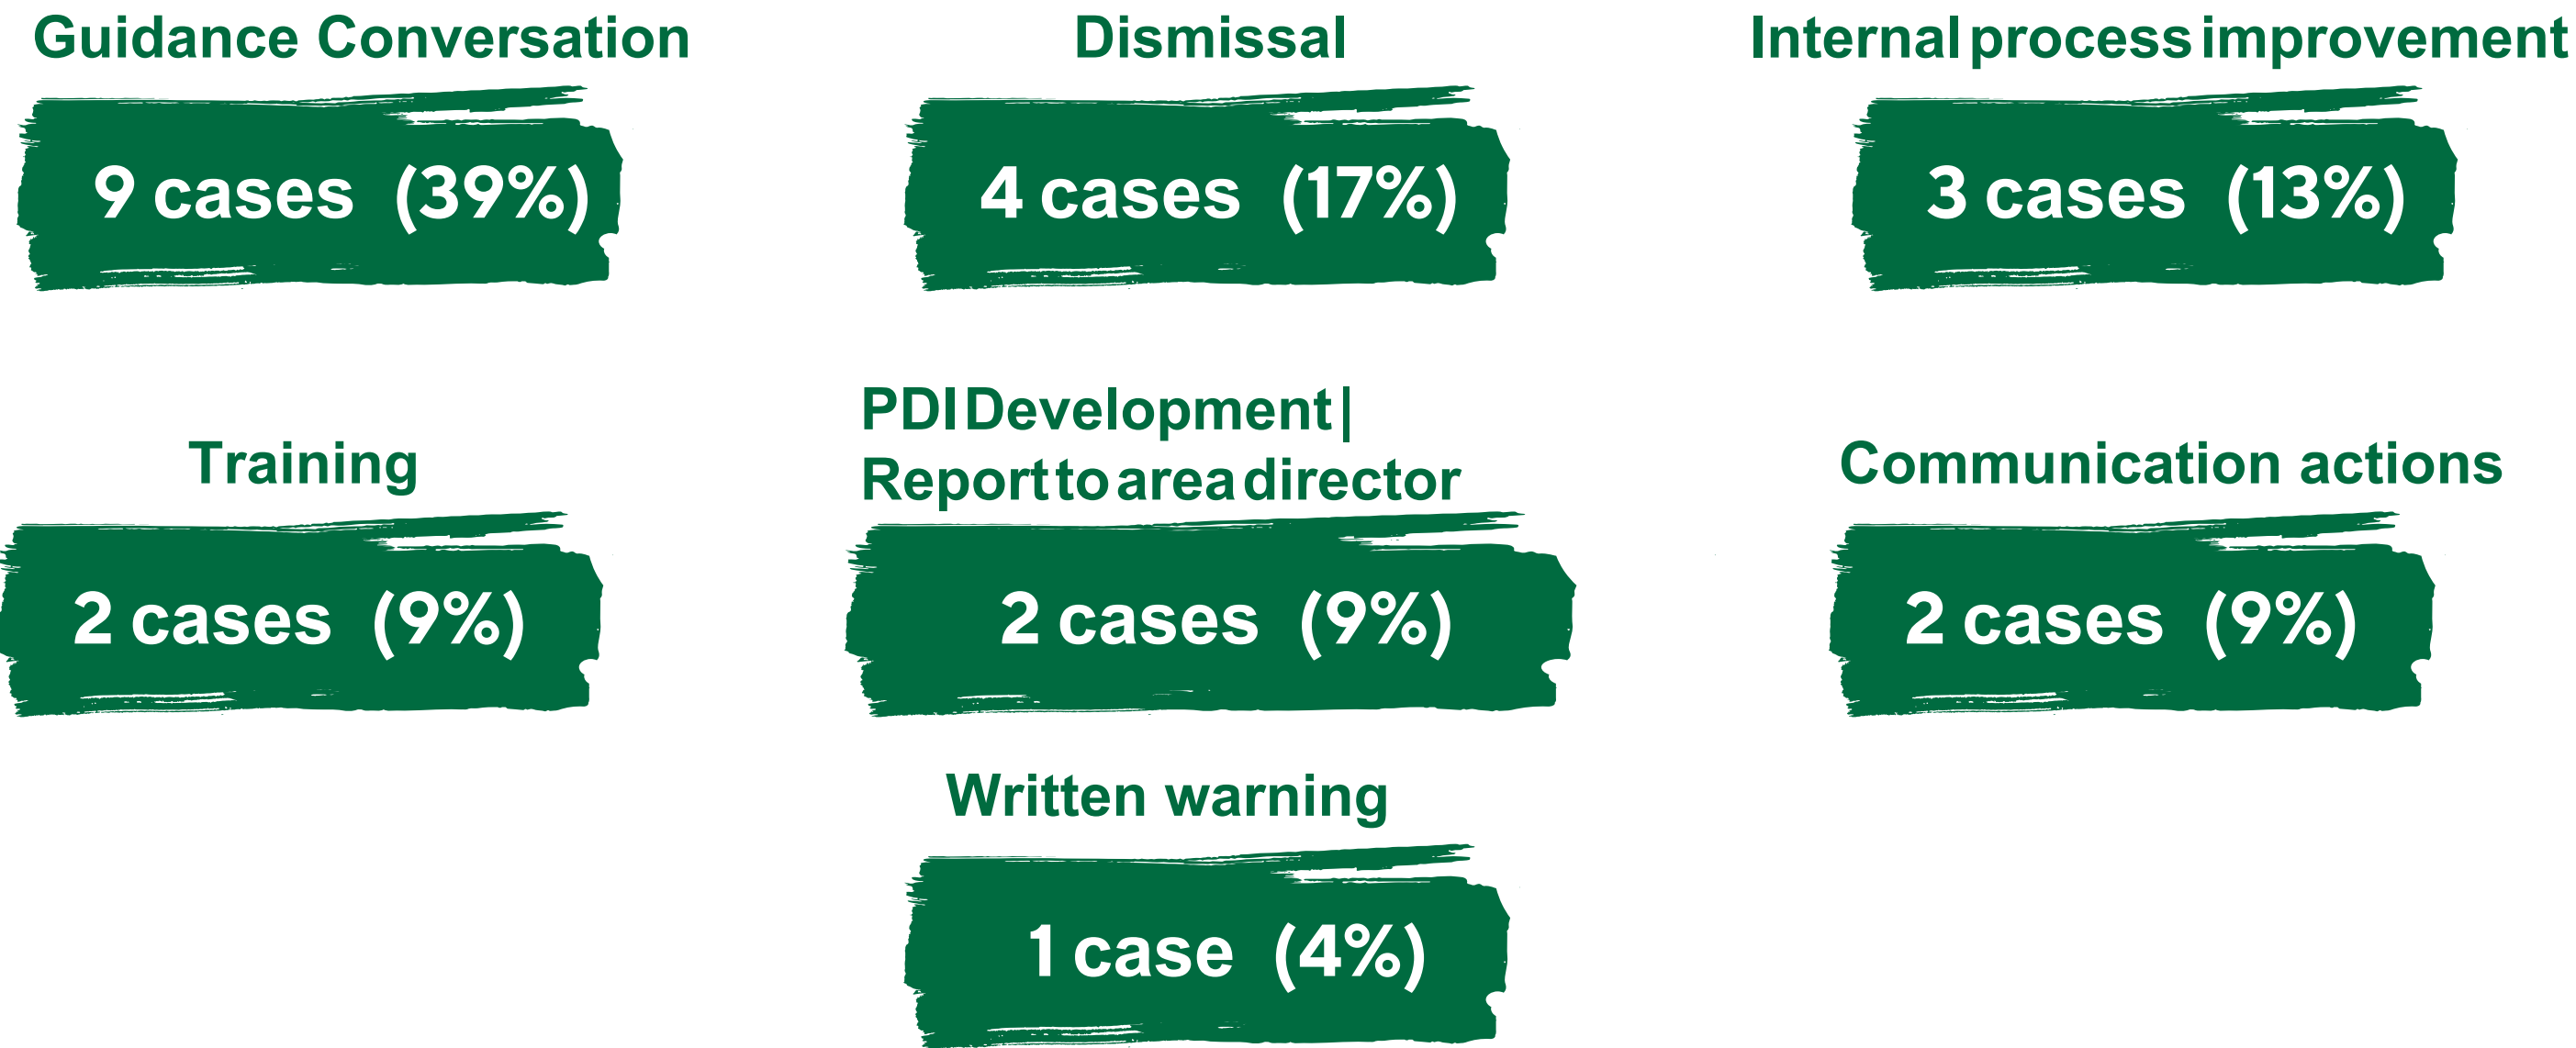 Guidance Conversation
9 cases (39%)
Dismissal
4 cases (17%)
Internal process improvement
3 cases (13%)
Training
2 cases (9%)
PDI Development |
Report to area director
2 cases (9%)
Communication actions
2 cases (9%)
Written warning
1 case (4%)